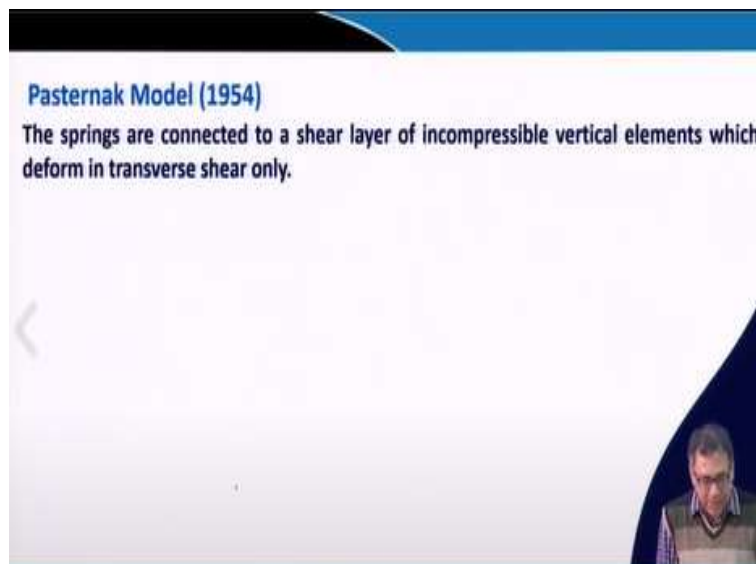 Pasternak Model (1954)
The springs are connected to a shear layer of incompressible vertical elements which
deform in transverse shear only.